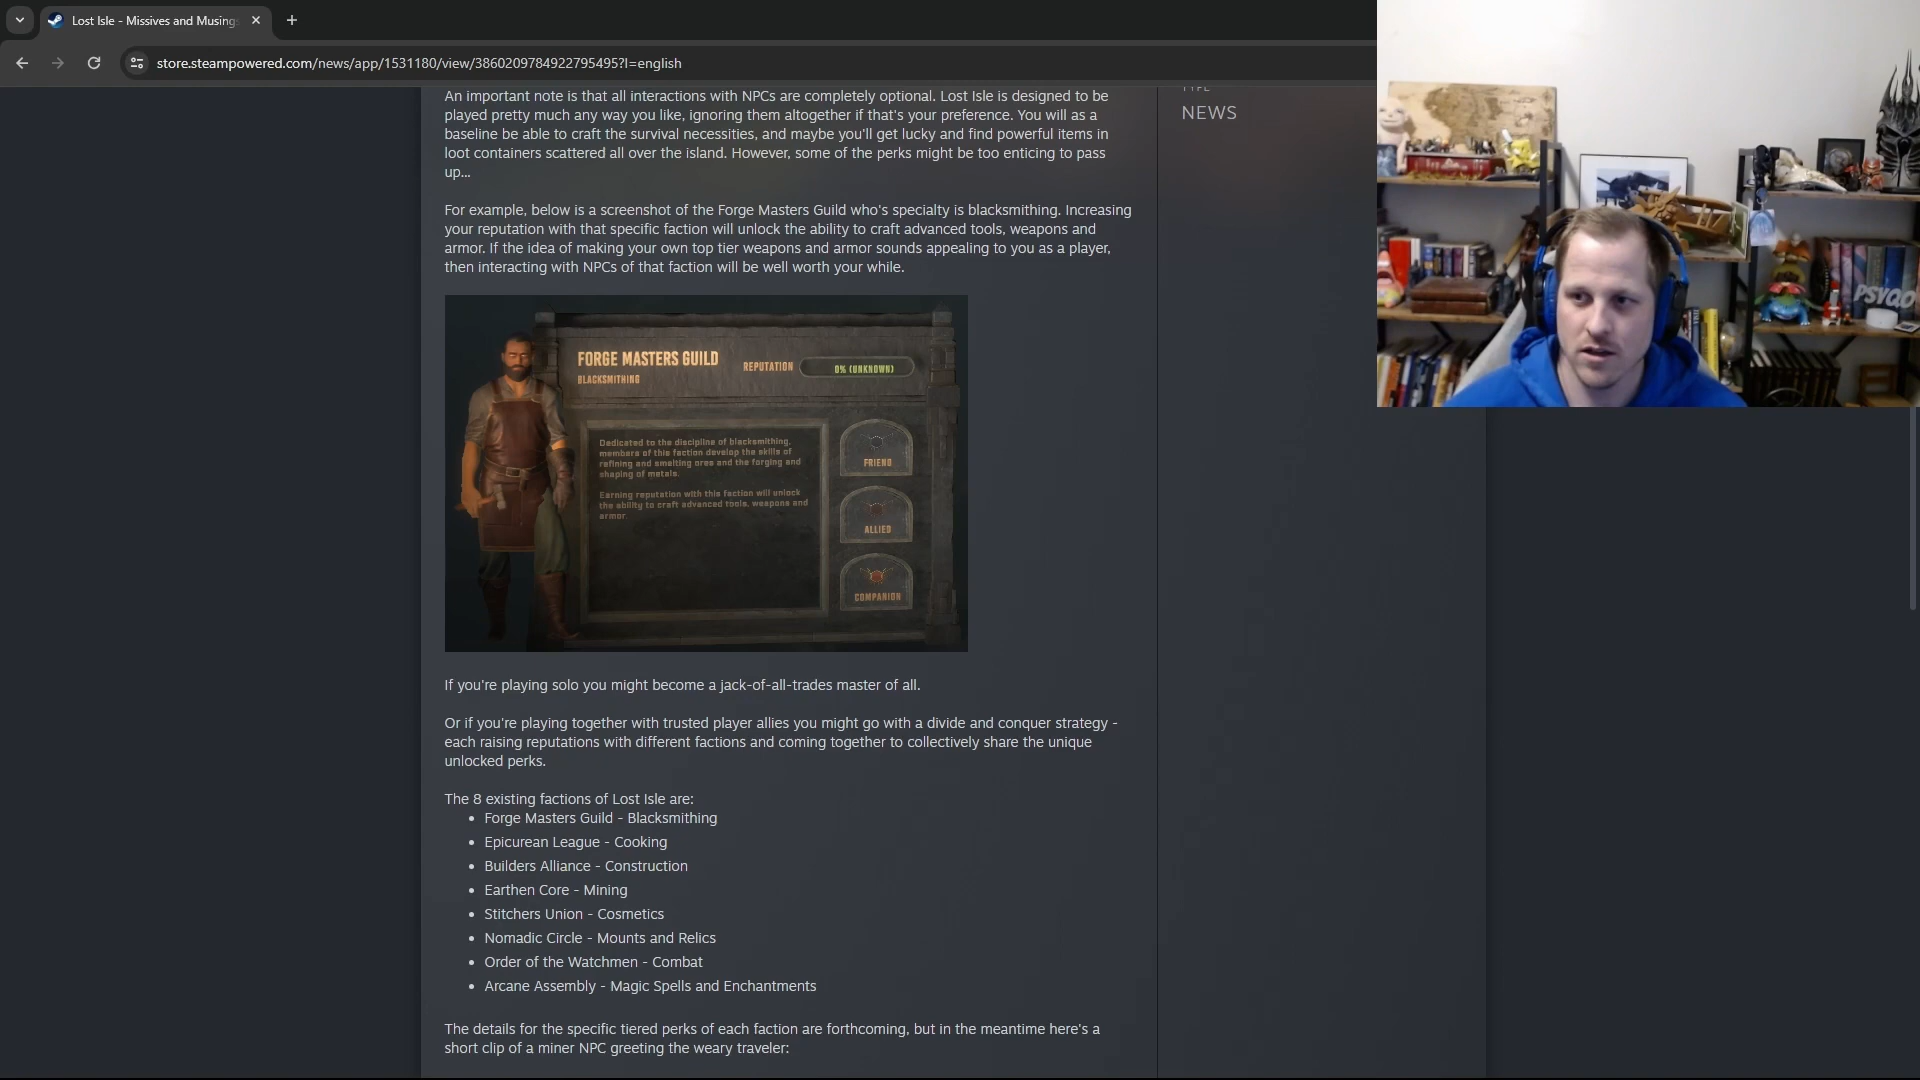 Lost Isle - Missives and Musing
store.steampowered.com/news/app/1531180/view/3860209784922795495?l=english
An important note is that all interactions with NPCs are completely optional. Lost Isle is designed to be
played pretty much any way you like, ignoring them altogether if that's your preference. You will as a
baseline be able to craft the survival necessities, and maybe you'll get lucky and find powerful items in
loot containers scattered all over the island. However, some of the perks might be too enticing to pass
up...
NEWS
For example, below is a screenshot of the Forge Masters Guild who's specialty is blacksmithing. Increasing
your reputation with that specific faction will unlock the ability to craft advanced tools, weapons and
armor. If the idea of making your own top tier weapons and armor sounds appealing to you as a player,
then interacting with NPCs of that faction will be well worth your while.
FORGE MASTERS GUILD
BLACKSMITHING
REPUTATION
0% (UNKNOWN)
Dedicated to the discipline of blacksmithing,
members of this faction develop the skills of
refining and smelting ores and the forging and
shaping of metals.
Earning reputation with this faction will unlock
the ability to craft advanced tools, weapons and
armor.
FRIEND
ALLIED
COMPANION
If you're playing solo you might become a jack-of-all-trades master of all.
Or if you're playing together with trusted player allies you might go with a divide and conquer strategy -
each raising reputations with different factions and coming together to collectively share the unique
unlocked perks.
The 8 existing factions of Lost Isle are:
• Forge Masters Guild - Blacksmithing
• Epicurean League - Cooking
• Builders Alliance - Construction
• Earthen Core - Mining
• Stitchers Union - Cosmetics
• Nomadic Circle - Mounts and Relics
• Order of the Watchmen - Combat
• Arcane Assembly - Magic Spells and Enchantments
The details for the specific tiered perks of each faction are forthcoming, but in the meantime here's a
short clip of a miner NPC greeting the weary traveler:
PSYQO